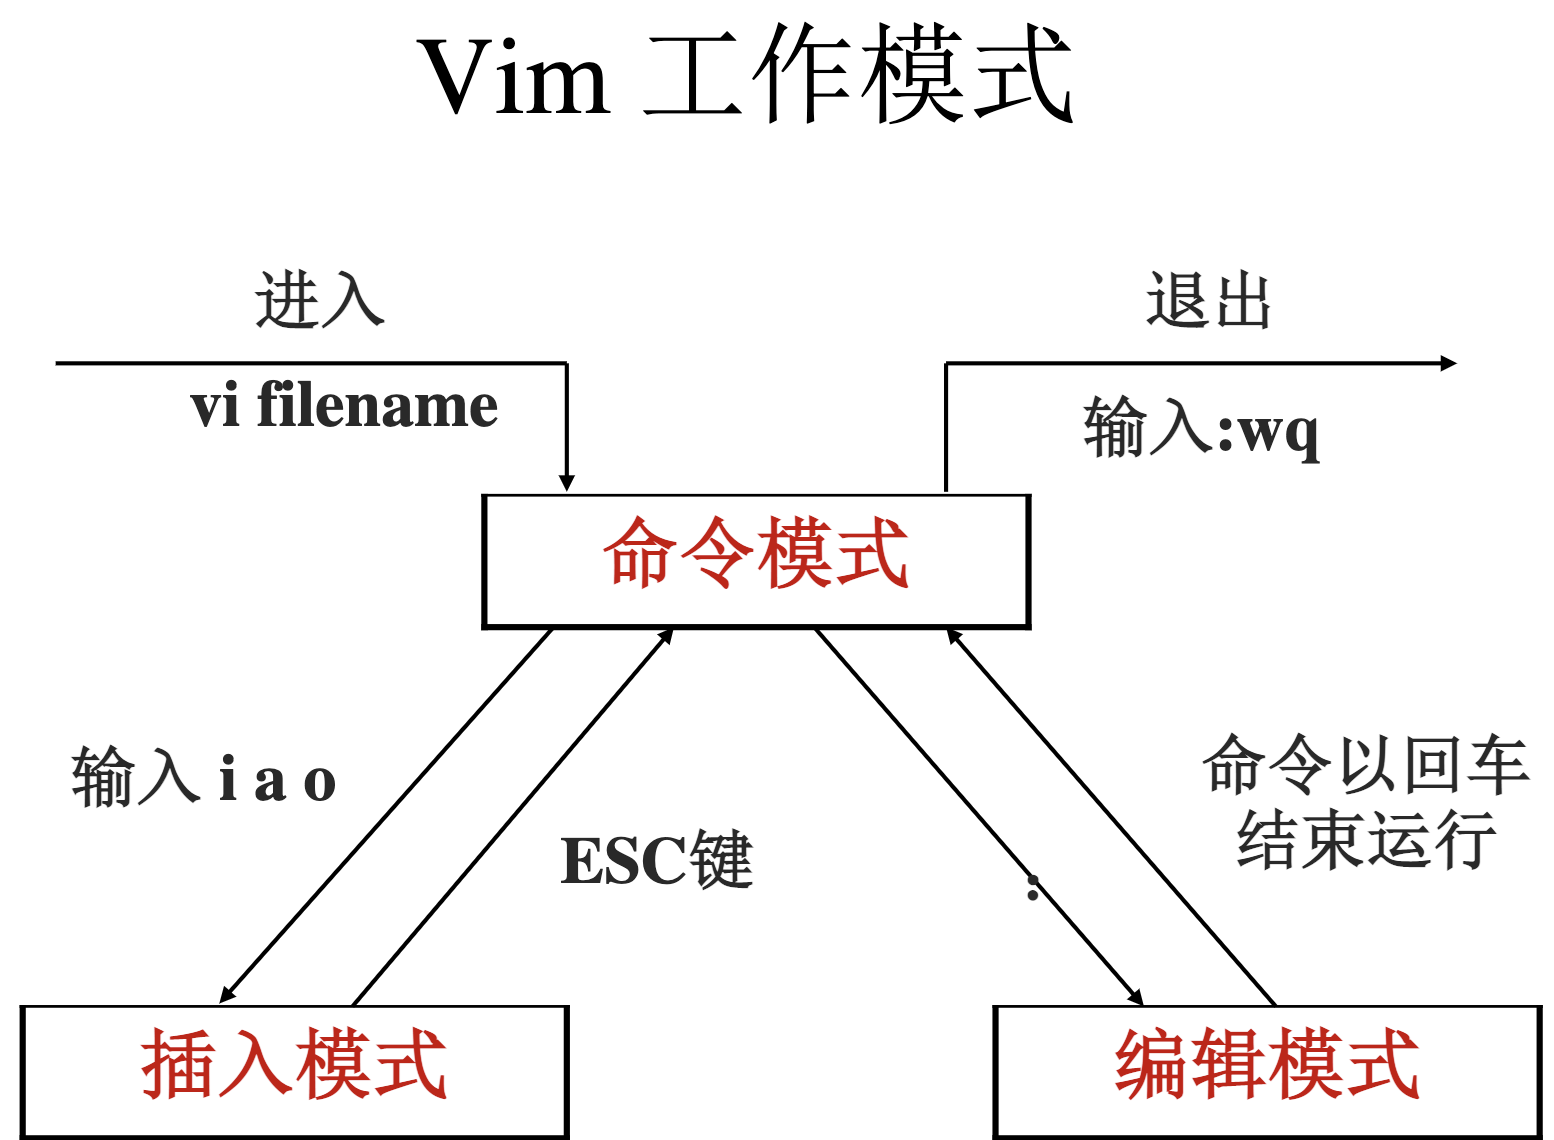 Vim 工作模式
进入
vi filename
退出
输入:wq
命令模式
输入 i a o
ESC键
:
命令以回车
结束运行
插入模式
编辑模式